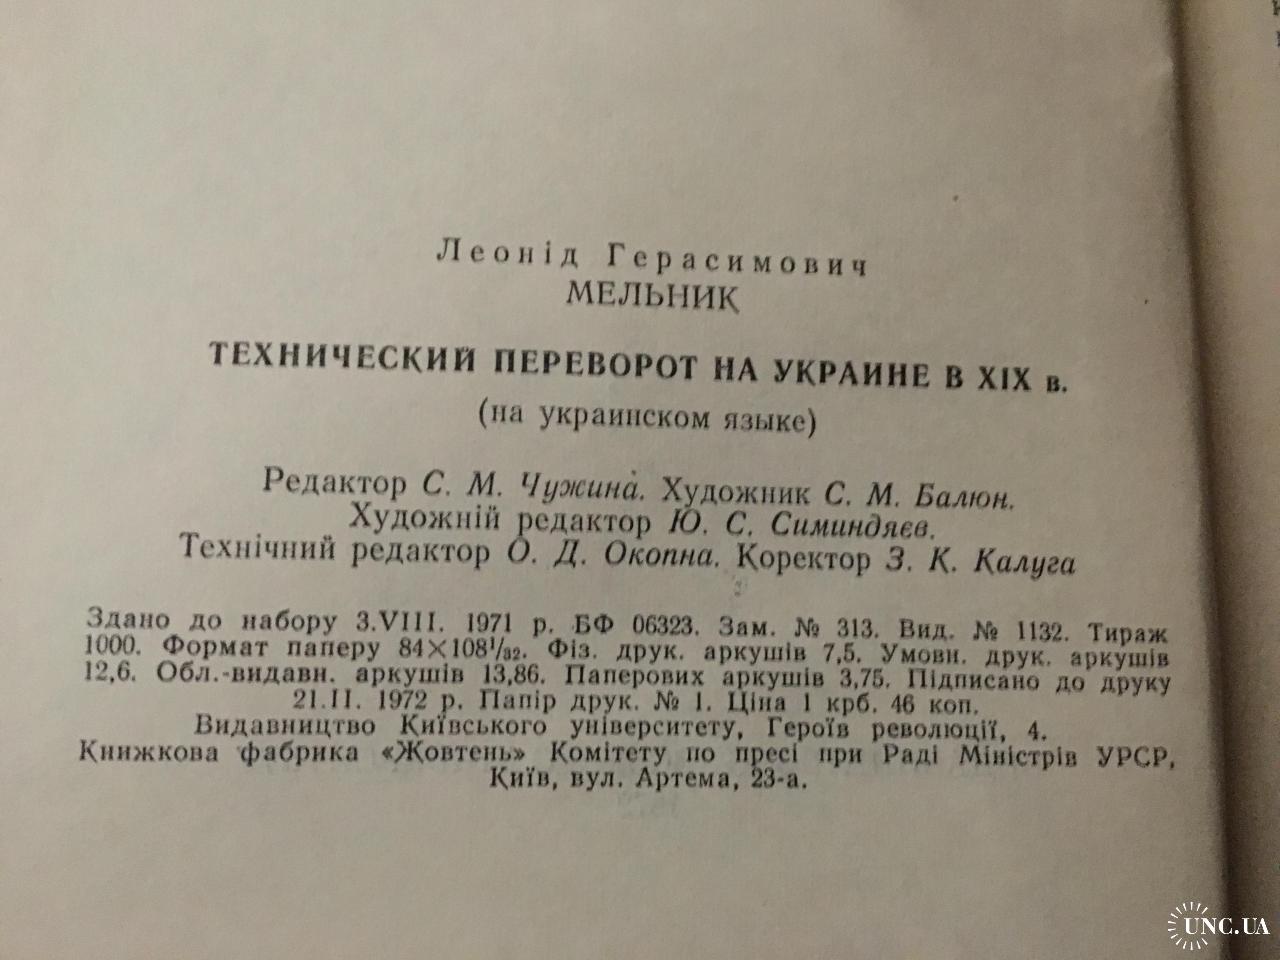 Леонід Герасимович
МЕЛЬНИК
ТЕХНИЧЕСКИЙ ПЕРЕВОРОТ НА УКРАИНЕ В XIX в.
(на украинском языке)
Редактор С. М. Чужина. Художник С. М. Балюн.
Художній редактор Ю. С. Симиндяєв.
Технічний редактор О. Д. Окопна. Коректор З. К. Калуга
Здано до набору 3.VIII. 1971 р. БФ 06323. Зам. № 313. Вид. № 1132. Тираж
1000. Формат паперу 84×108¹/₃₂. Фіз. друк. аркушів 7,5. Умовн. друк. аркушів
12,6. Обл.-видавн. аркушів 13,86. Паперових аркушів 3,75. Підписано до друку
21.II. 1972 р. Папір друк. № 1. Ціна 1 крб. 46 коп.
Видавництво Київського університету, Героїв революції, 4.
Книжкова фабрика «Жовтень» Комітету по пресі при Раді Міністрів УРСР,
Київ, вул. Артема, 23-а.
UNC.UA